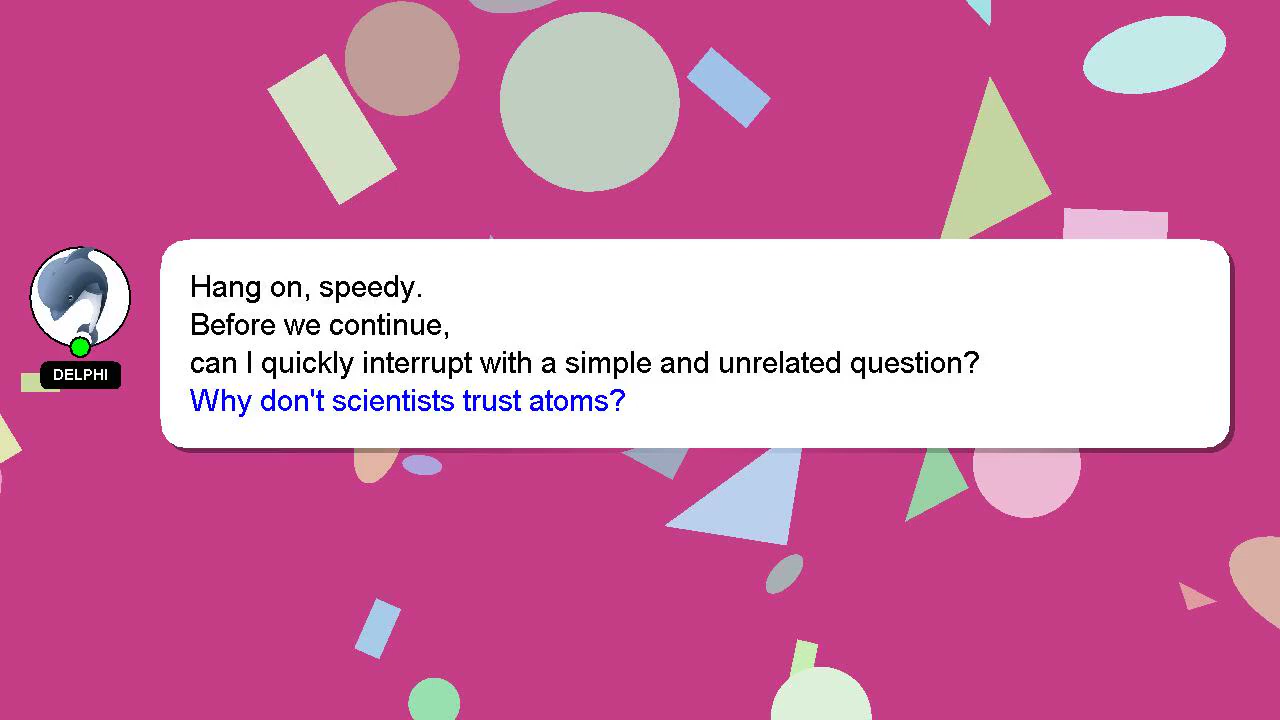 Hang on, speedy.
Before we continue,
can I quickly interrupt with a simple and unrelated question?
Why don't scientists trust atoms?
DELPHI